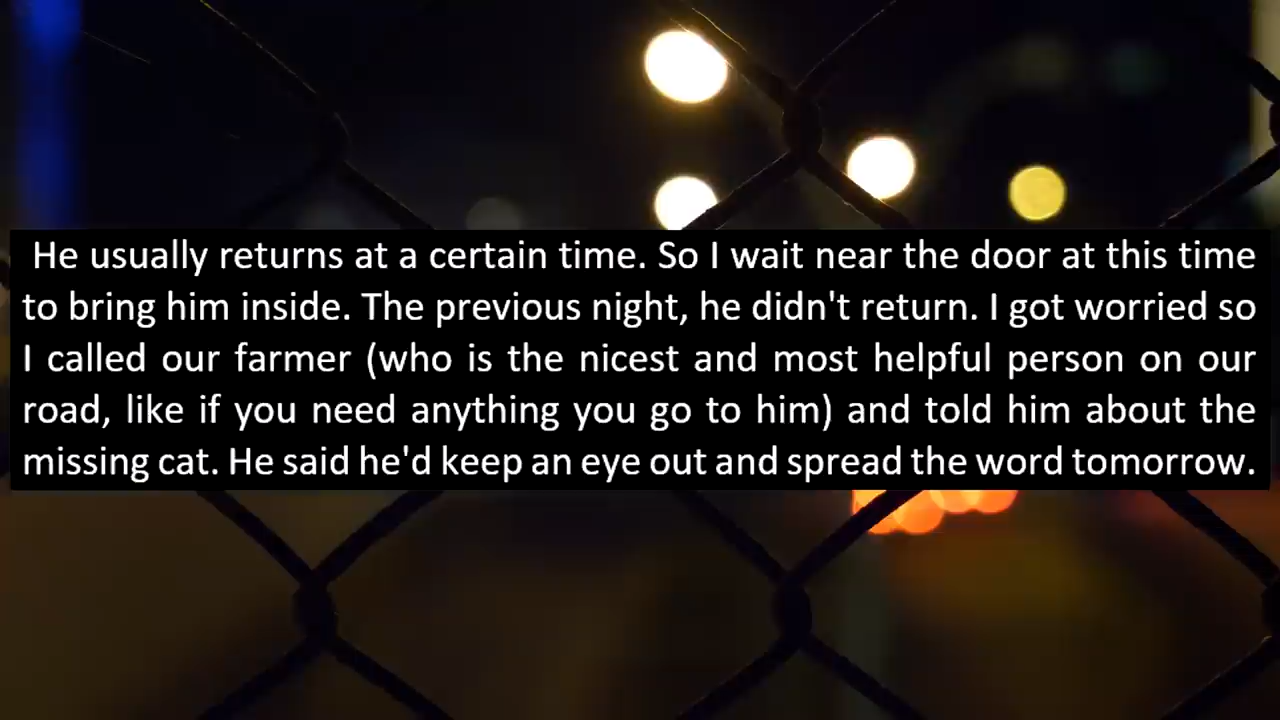 He usually returns at a certain time. So I wait near the door at this time
to bring him inside. The previous night, he didn't return. I got worried so
I called our farmer (who is the nicest and most helpful person on our
road, like if you need anything you go to him) and told him about the
missing cat. He said he'd keep an eye out and spread the word tomorrow.